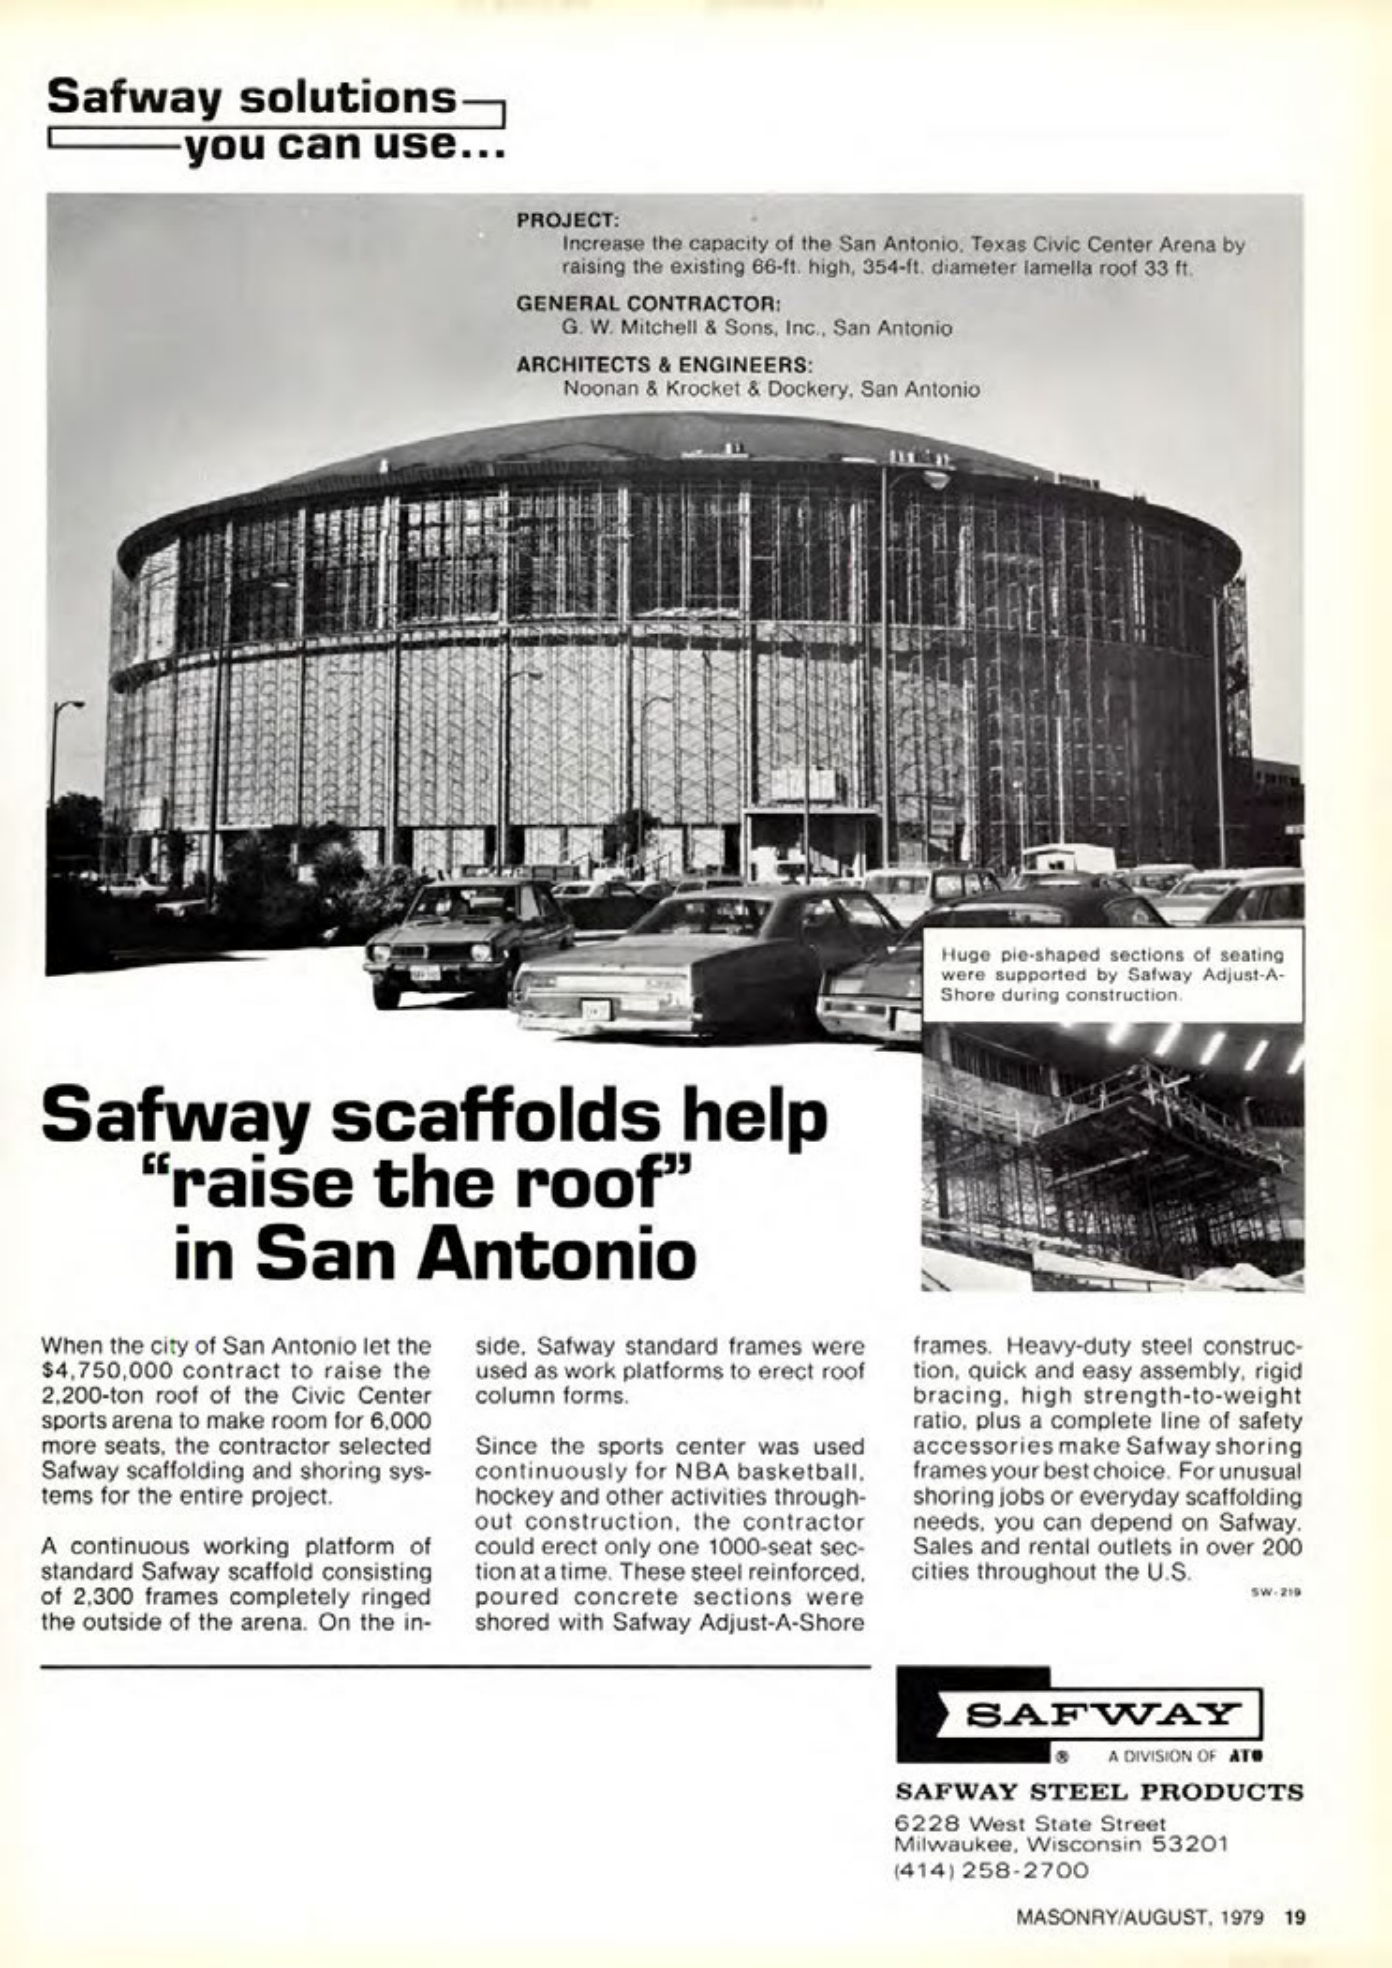 Safway solutions
you can use...
PROJECT:
Increase the capacity of the San Antonio, Texas Civic Center Arena by
raising the existing 66-ft. high, 354-ft. diameter lamella roof 33 ft.
GENERAL CONTRACTOR:
G. W. Mitchell & Sons, Inc., San Antonio
ARCHITECTS & ENGINEERS:
Noonan & Krocket & Dockery, San Antonio
Huge pie-shaped sections of seating
were supported by Safway Adjust-A-
Shore during construction.
Safway scaffolds help
“raise the roof”
in San Antonio
When the city of San Antonio let the
$4,750,000 contract to raise the
2,200-ton roof of the Civic Center
sports arena to make room for 6,000
more seats, the contractor selected
Safway scaffolding and shoring sys-
tems for the entire project.
A continuous working platform of
standard Safway scaffold consisting
of 2,300 frames completely ringed
the outside of the arena. On the in-
side, Safway standard frames were
used as work platforms to erect roof
column forms.
Since the sports center was used
continuously for NBA basketball,
hockey and other activities through-
out construction, the contractor
could erect only one 1000-seat sec-
tion at a time. These steel reinforced,
poured concrete sections were
shored with Safway Adjust-A-Shore
frames. Heavy-duty steel construc-
tion, quick and easy assembly, rigid
bracing, high strength-to-weight
ratio, plus a complete line of safety
accessories make Safway shoring
frames your best choice. For unusual
shoring jobs or everyday scaffolding
needs, you can depend on Safway.
Sales and rental outlets in over 200
cities throughout the U.S.
SW-219
SAFWAY
® A DIVISION OF ATO
SAFWAY STEEL PRODUCTS
6228 West State Street
Milwaukee, Wisconsin 53201
(414) 258-2700
MASONRY/AUGUST, 1979 19